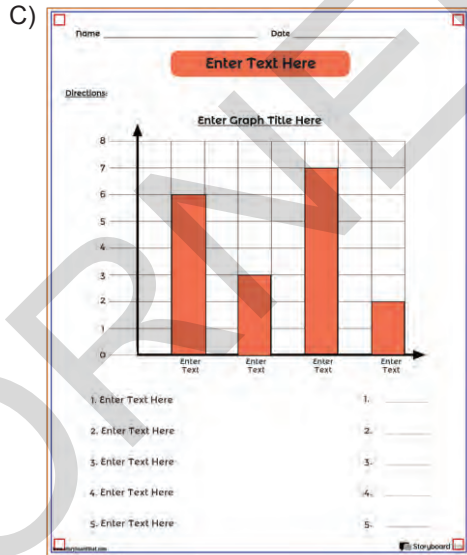 C)
Name Date
Enter Text Here
Directions:
Enter Graph Title Here
8
7
6
5
4
3
2
1
0
Enter Text Enter Text Enter Text Enter Text
1. Enter Text Here 1.
2. Enter Text Here 2.
3. Enter Text Here 3.
4. Enter Text Here 4.
5. Enter Text Here 5.
Storyboard